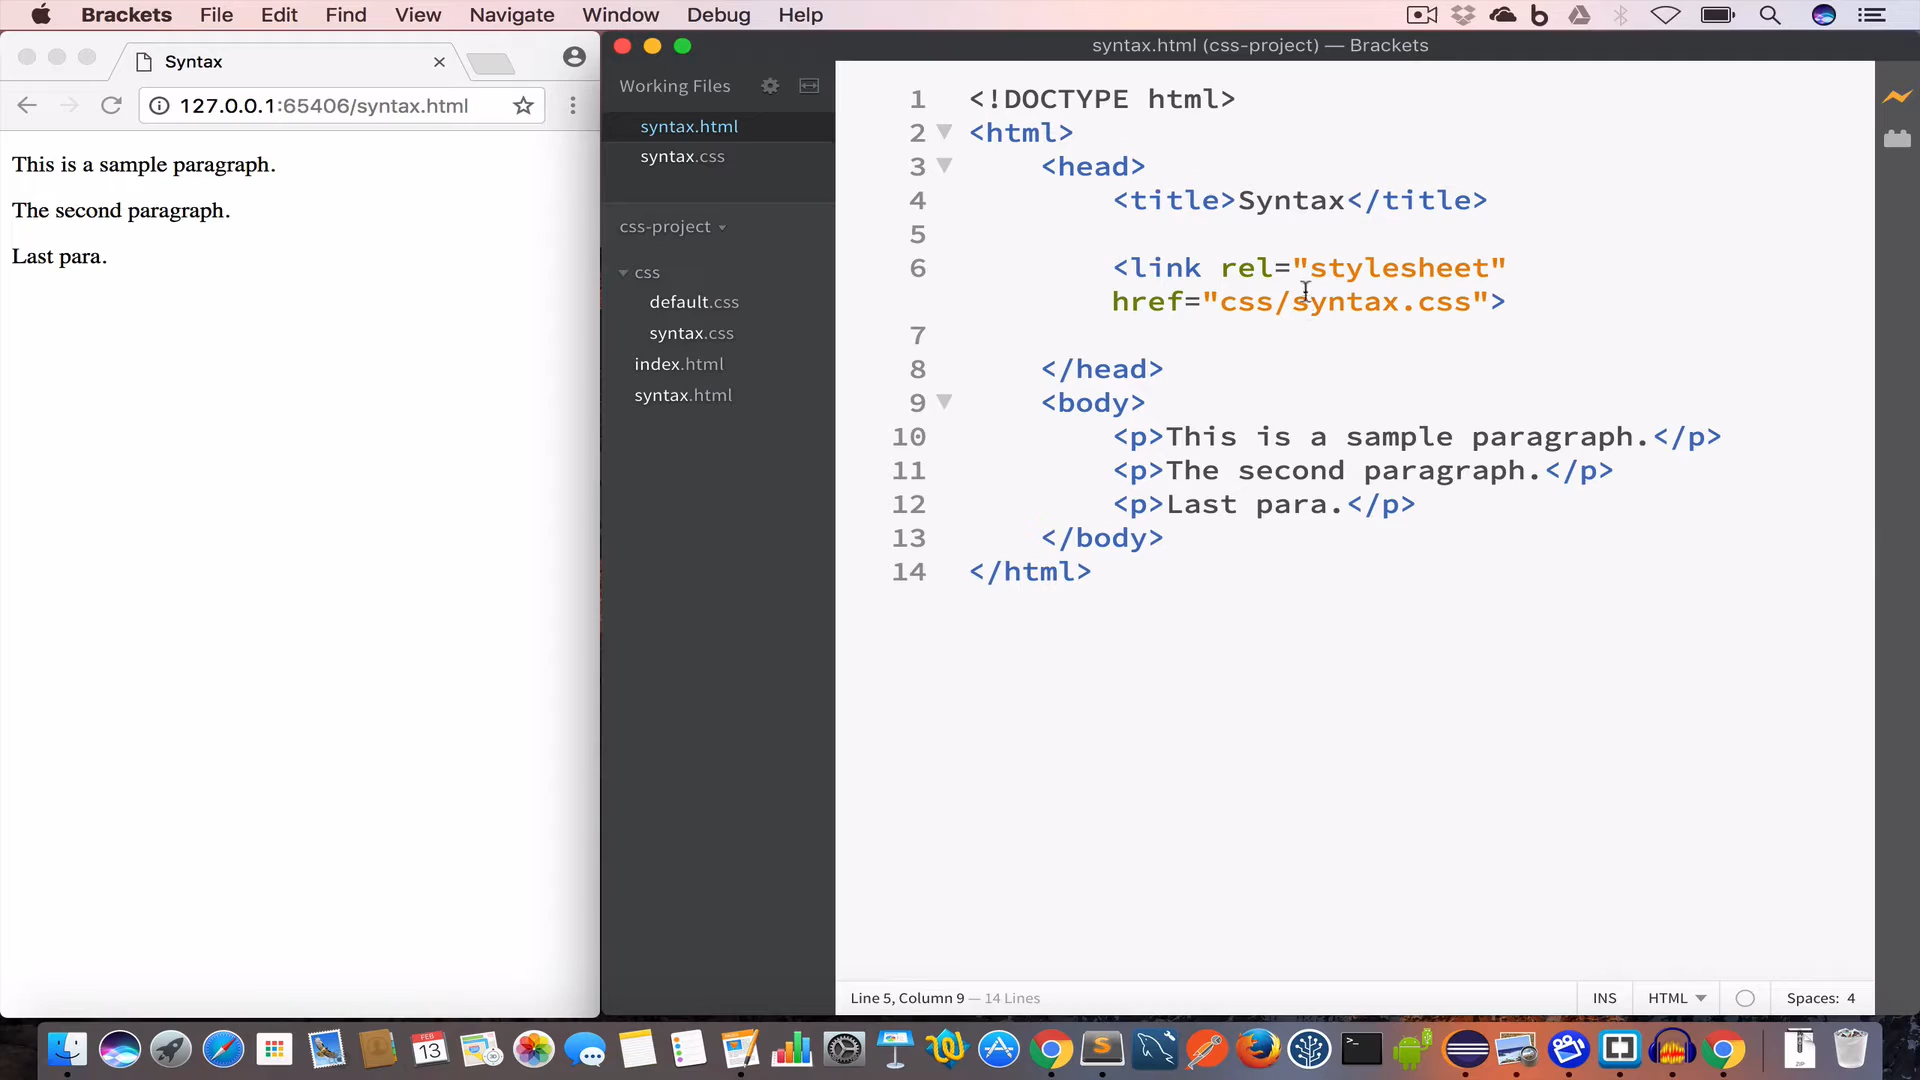 Brackets File Edit Find View Navigate Window Debug Help
Syntax
127.0.0.1:65406/syntax.html
This is a sample paragraph.
The second paragraph.
Last para.
syntax.html (css-project) — Brackets
Working Files
syntax.html
syntax.css
css-project
css
default.css
syntax.css
index.html
syntax.html
1 <!DOCTYPE html>
2 <html>
3 <head>
4 <title>Syntax</title>
5
6 <link rel="stylesheet"
href="css/syntax.css">
7
8 </head>
9 <body>
10 <p>This is a sample paragraph.</p>
11 <p>The second paragraph.</p>
12 <p>Last para.</p>
13 </body>
14 </html>
Line 5, Column 9 — 14 Lines
INS HTML Spaces: 4
FEB
13